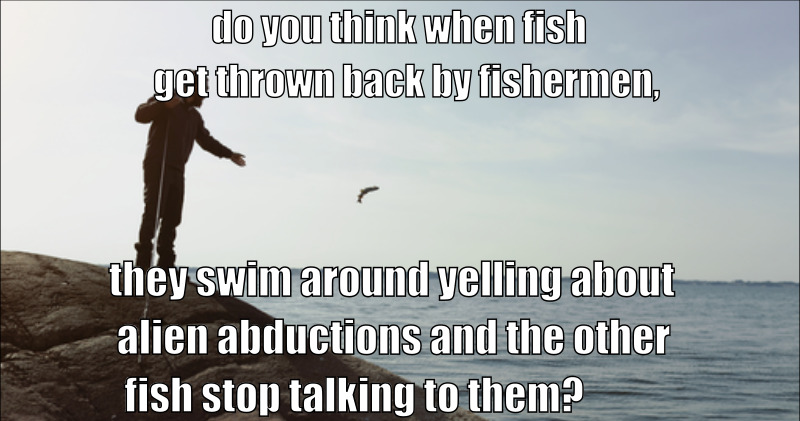 do you think when fish
get thrown back by fishermen,
they swim around yelling about
alien abductions and the other
fish stop talking to them?